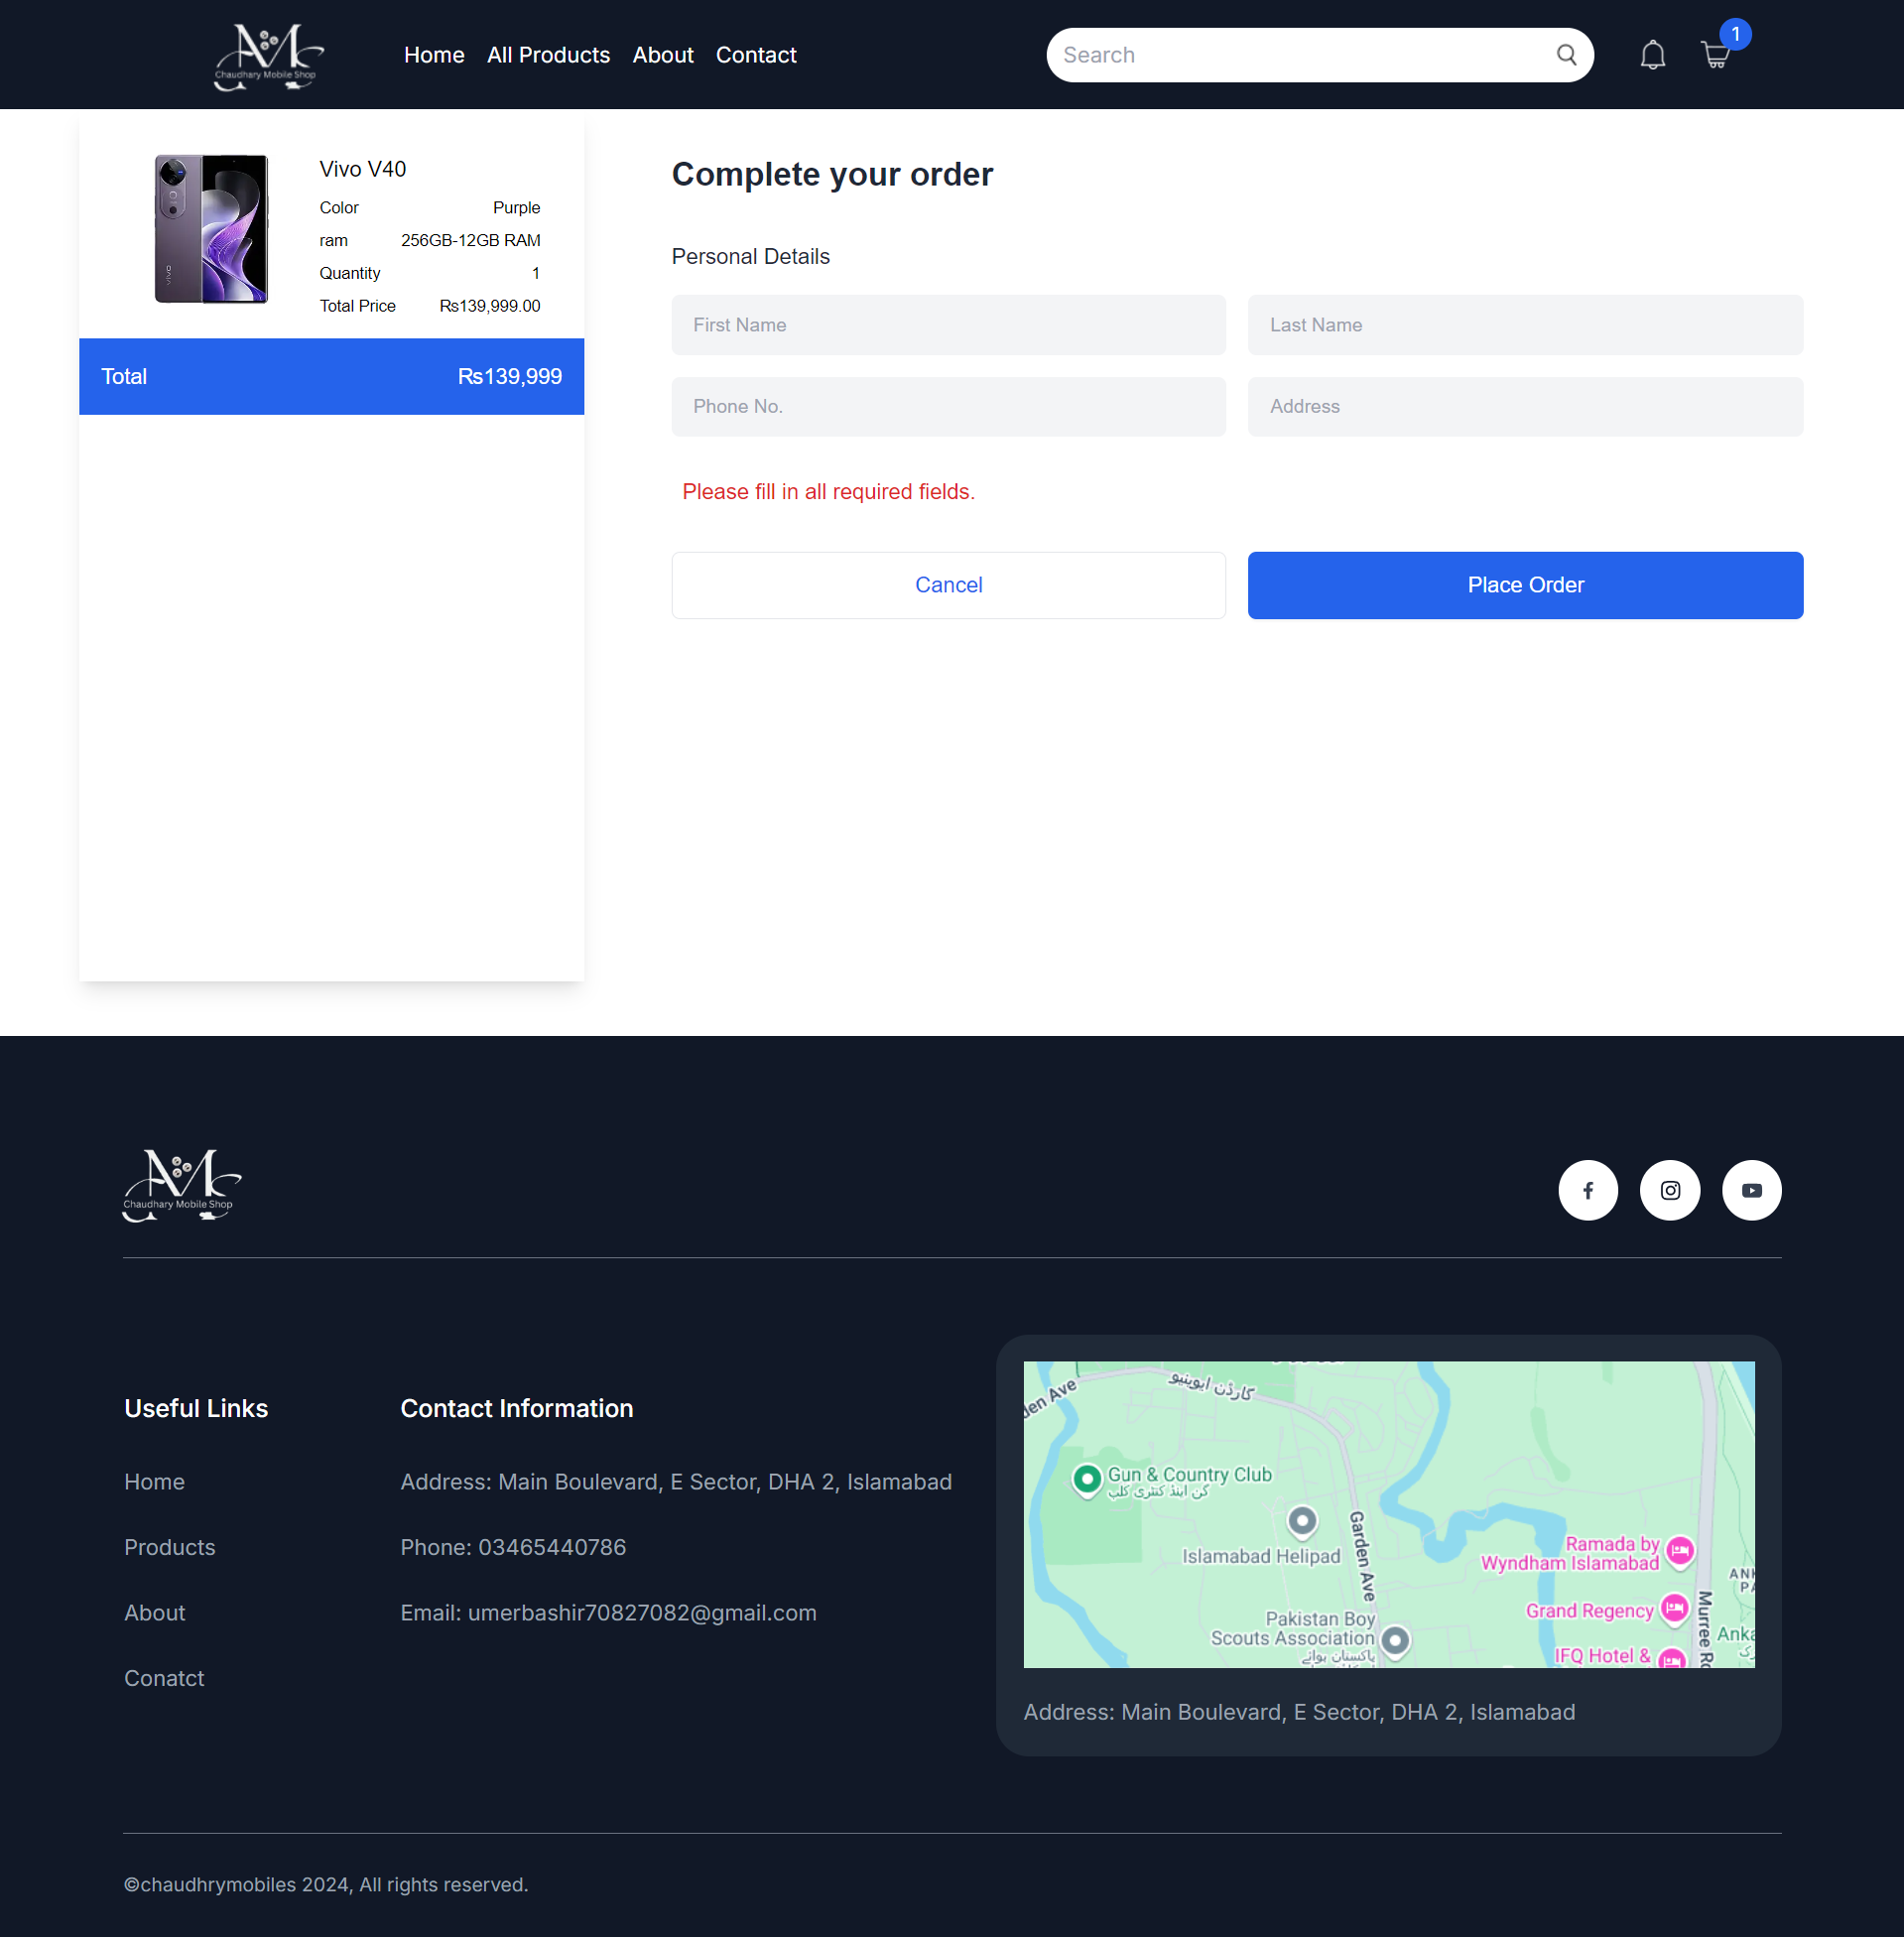 Chaudhary Mobile Shop
Home All Products About Contact
Search
1
Vivo V40
Color Purple
ram 256GB-12GB RAM
Quantity 1
Total Price Rs139,999.00
Total Rs139,999
vivo
Complete your order
Personal Details
First Name Last Name
Phone No. Address
Please fill in all required fields.
Cancel Place Order
Chaudhary Mobile Shop
Useful Links
Home
Products
About
Conatct
Contact Information
Address: Main Boulevard, E Sector, DHA 2, Islamabad
Phone: 03465440786
Email: umerbashir70827082@gmail.com
den Ave
گارڈن ایوینیو
Gun & Country Club
گن اینڈ کنٹری کلب
Islamabad Helipad
Garden Ave
Ramada by
Wyndham Islamabad
Grand Regency
Pakistan Boy
Scouts Association
پاکستان بوائے
IFQ Hotel &
Murree Ro
Anka
Address: Main Boulevard, E Sector, DHA 2, Islamabad
©chaudhrymobiles 2024, All rights reserved.